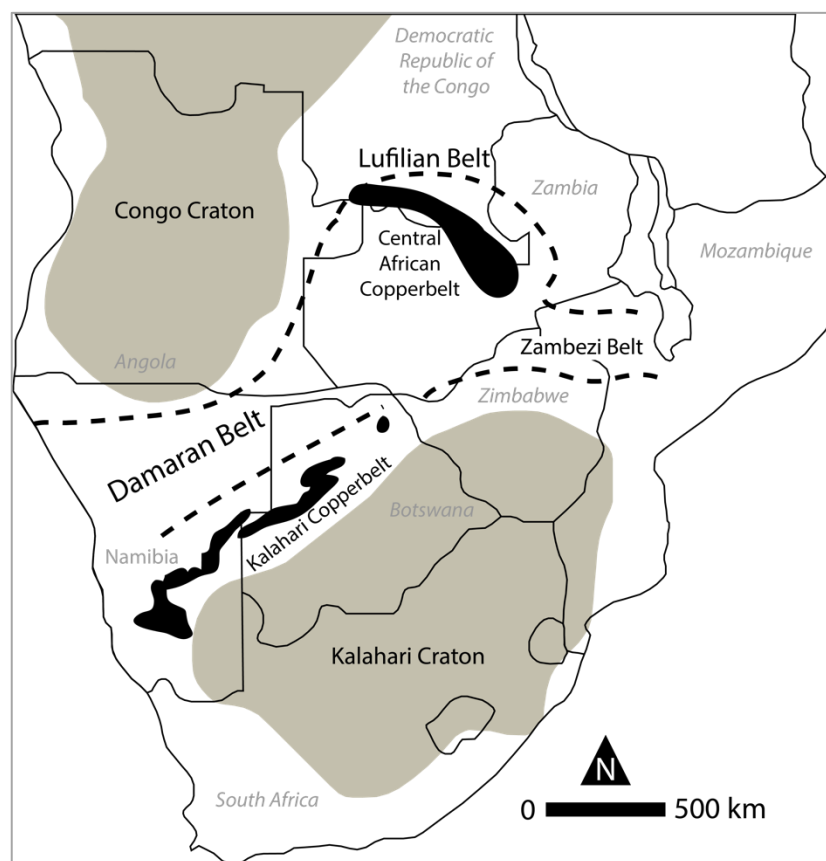 Democratic
Republic of
the Congo
Lufilian Belt
Zambia
Congo Craton
Central
African
Copperbelt
Mozambique
Angola
Zambezi Belt
Zimbabwe
Damaran Belt
Kalahari Copperbelt
Botswana
Namibia
Kalahari Craton
N
South Africa
0 500 km